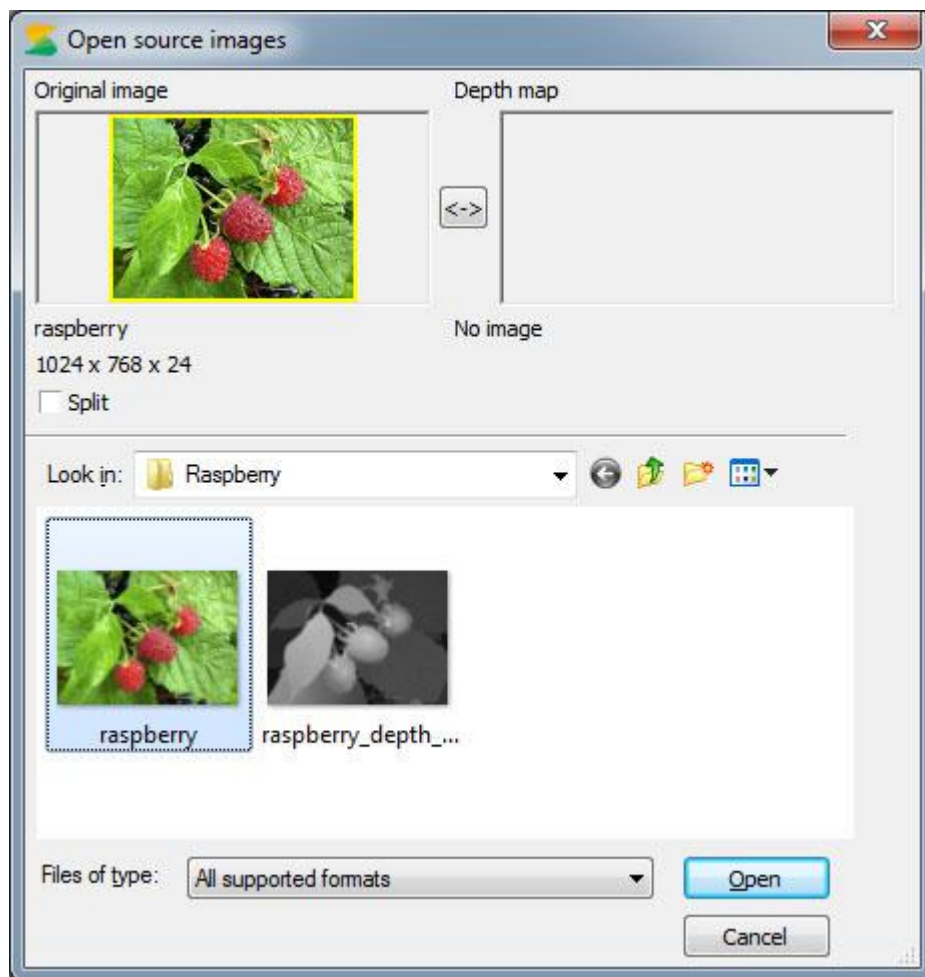 Open source images
Original image
Depth map
<->
raspberry
No image
1024 x 768 x 24
Split
Look in: Raspberry
raspberry
raspberry_depth_...
Files of type: All supported formats
Open
Cancel